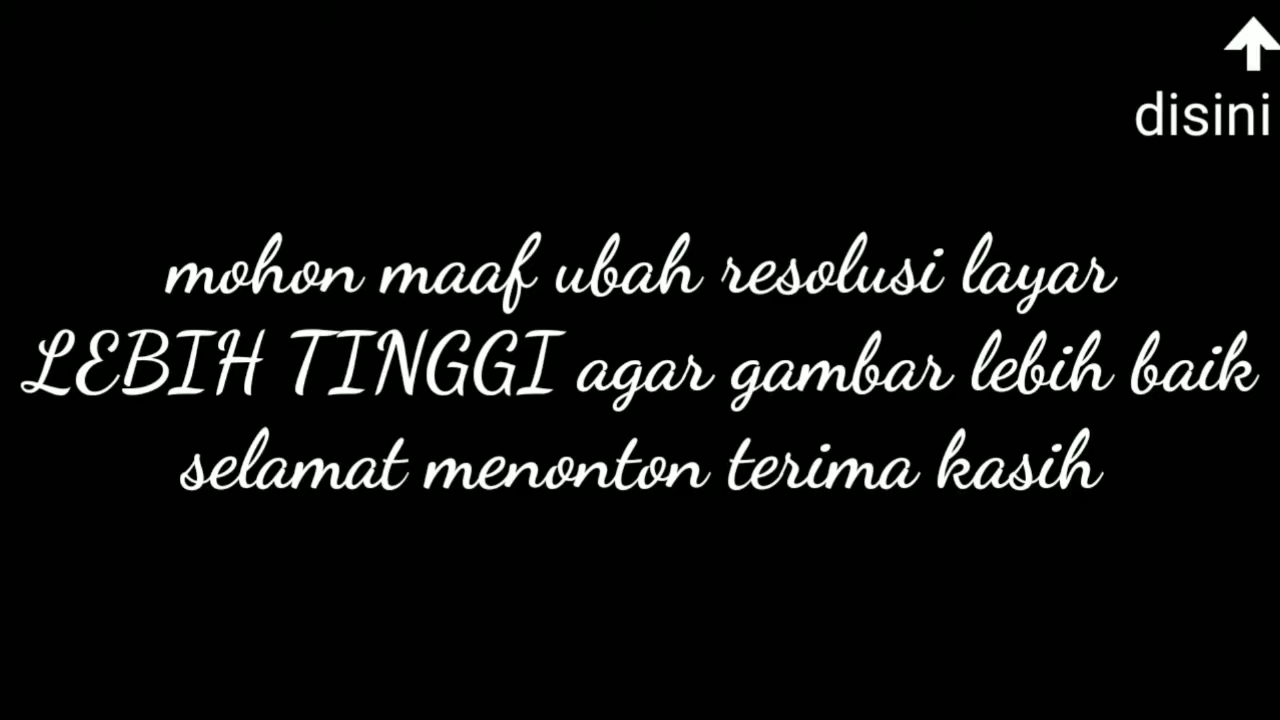 disini
mohon maaf ubah resolusi layar
LEBIH TINGGI agar gambar lebih baik
selamat menonton terima kasih